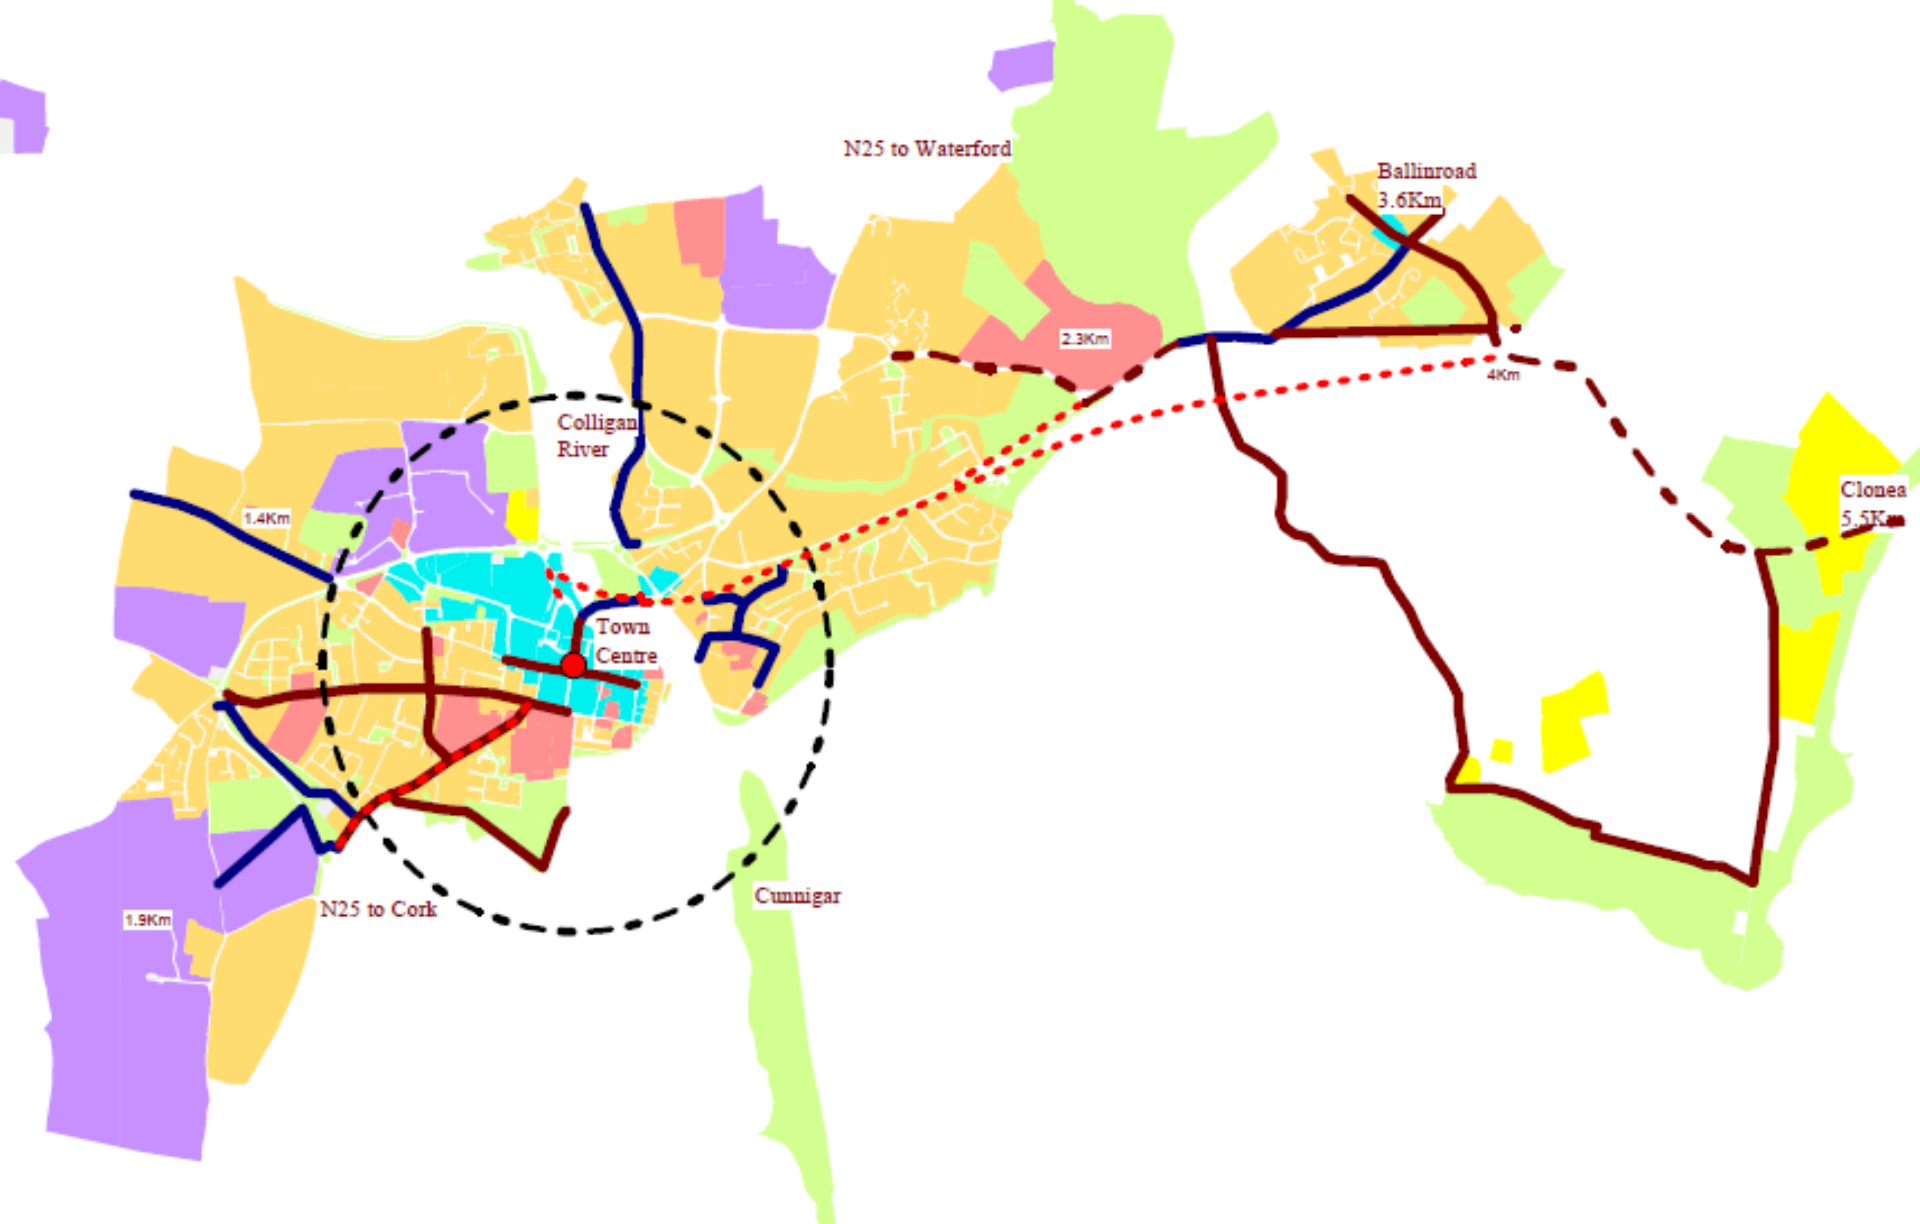 N25 to Waterford
Ballinroad
3.6Km
2.3Km
4Km
Colligan
River
Clonea
5.5Km
1.4Km
Town
Centre
Cunnigar
N25 to Cork
1.9Km